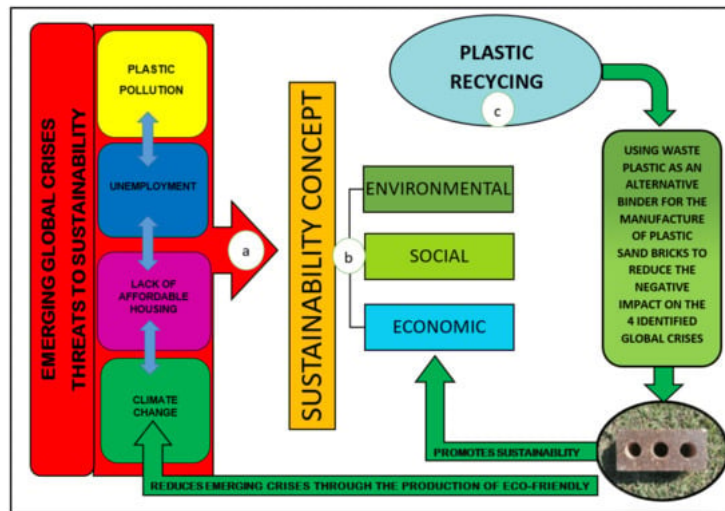 EMERGING GLOBAL CRISES
THREATS TO SUSTAINABILITY
PLASTIC
POLLUTION
UNEMPLOYMENT
LACK OF
AFFORDABLE
HOUSING
CLIMATE
CHANGE
a
SUSTAINABILITY CONCEPT
b
ENVIRONMENTAL
SOCIAL
ECONOMIC
PLASTIC
RECYCING
c
USING WASTE
PLASTIC AS AN
ALTERNATIVE
BINDER FOR THE
MANUFACTURE
OF PLASTIC
SAND BRICKS TO
REDUCE THE
NEGATIVE
IMPACT ON THE
4 IDENTIFIED
GLOBAL CRISES
PROMOTES SUSTAINABLITY
REDUCES EMERGING CRISES THROUGH THE PRODUCTION OF ECO-FRIENDLY